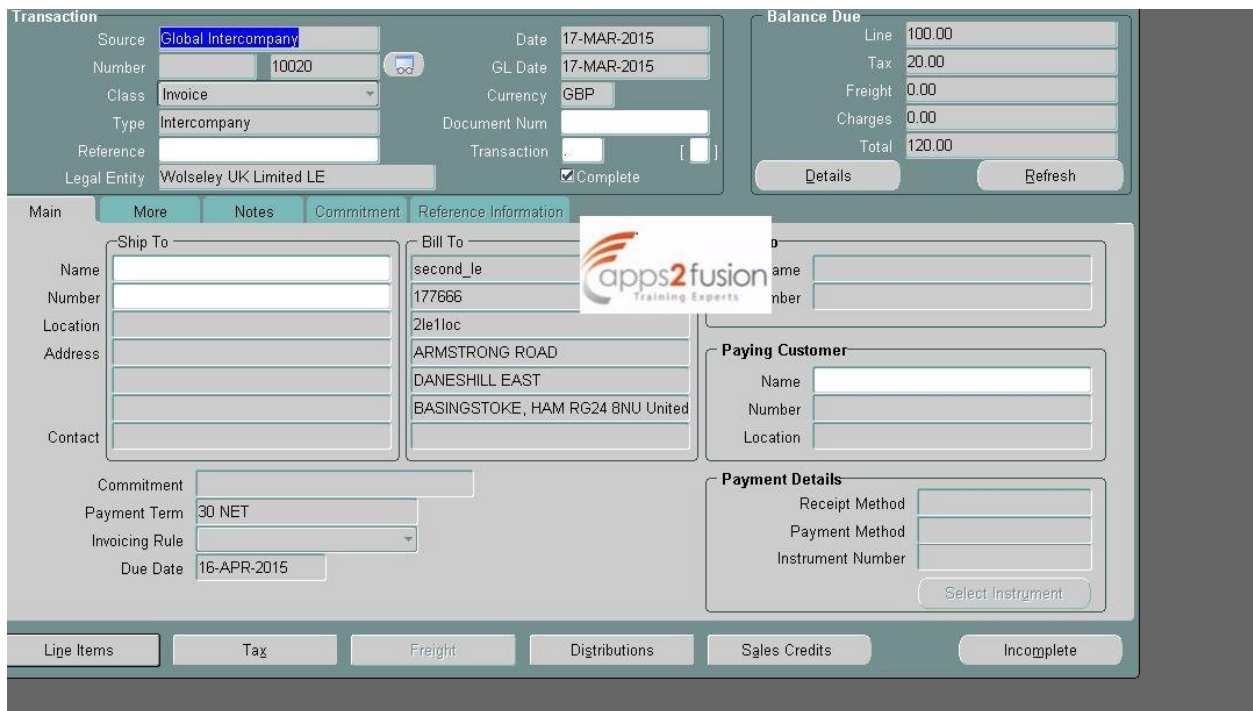 Transaction
Source Global Intercompany
Number 10020
Class Invoice
Type Intercompany
Reference
Legal Entity Wolseley UK Limited LE
Date 17-MAR-2015
GL Date 17-MAR-2015
Currency GBP
Document Num
Transaction . [ ]
Complete
Balance Due
Line 100.00
Tax 20.00
Freight 0.00
Charges 0.00
Total 120.00
Details Refresh
Main More Notes Commitment Reference Information
Ship To
Name
Number
Location
Address
Contact
Bill To
second_le
177666
2le1loc
ARMSTRONG ROAD
DANESHILL EAST
BASINGSTOKE, HAM RG24 8NU United
apps2fusion
Training Experts
Paying Customer
Name
Number
Location
Commitment
Payment Term 30 NET
Invoicing Rule
Due Date 16-APR-2015
Payment Details
Receipt Method
Payment Method
Instrument Number
Select Instrument
Line Items Tax Freight Distributions Sales Credits Incomplete